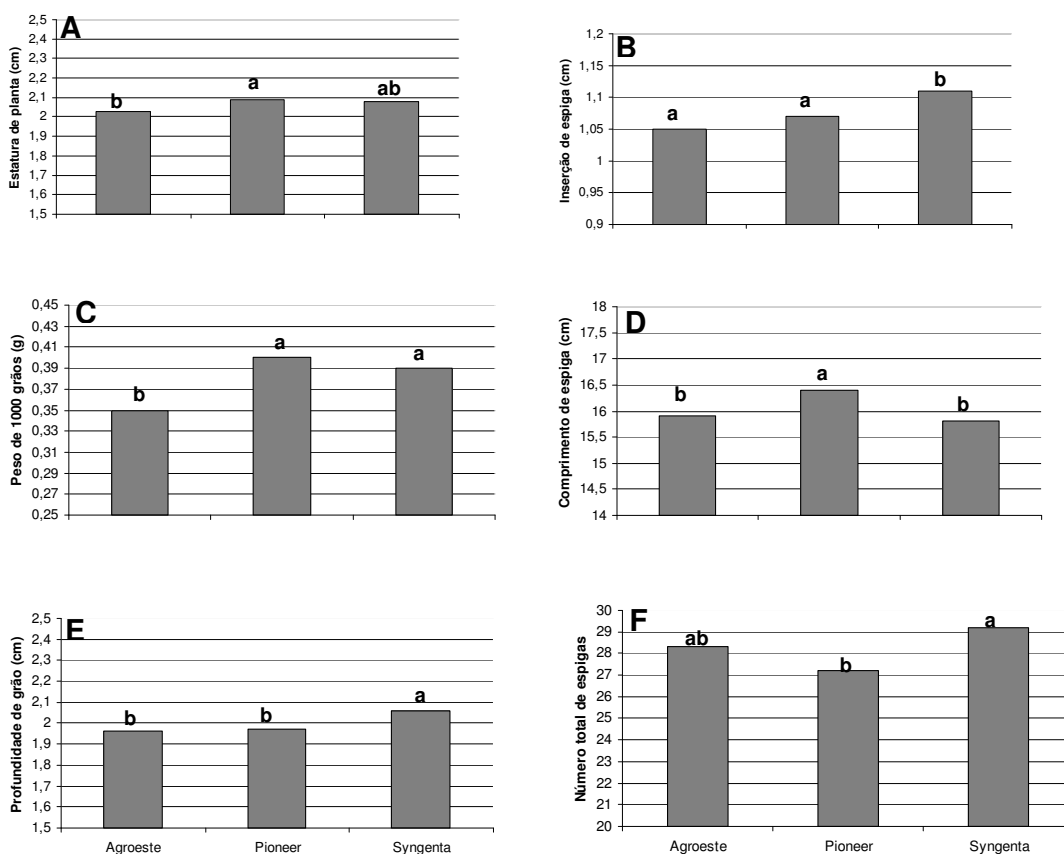 A
Estatura de planta (cm)
2,5
2,4
2,3
2,2
2,1
2
1,9
1,8
1,7
1,6
1,5
b
a
ab
B
Inserção de espiga (cm)
1,2
1,15
1,1
1,05
1
0,95
0,9
a
a
b
C
Peso de 1000 grãos (g)
0,45
0,43
0,41
0,39
0,37
0,35
0,33
0,31
0,29
0,27
0,25
b
a
a
D
Comprimento de espiga (cm)
18
17,5
17
16,5
16
15,5
15
14,5
14
b
a
b
E
Profundidade de grão (cm)
2,5
2,4
2,3
2,2
2,1
2
1,9
1,8
1,7
1,6
1,5
b
b
a
Agroeste Pioneer Syngenta
F
Número total de espigas
30
29
28
27
26
25
24
23
22
21
20
ab
b
a
Agroeste Pioneer Syngenta